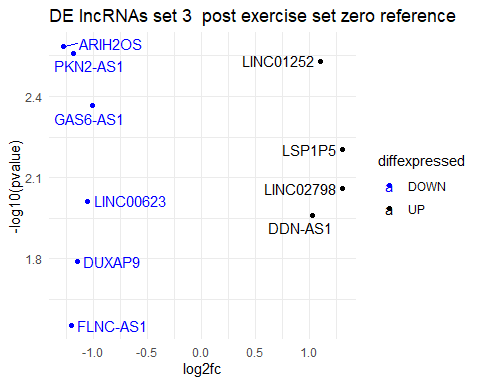 DE lncRNAs set 3  post exercise set zero reference
ARIH2OS
PKN2-AS1
LINC01252
GAS6-AS1
LSP1P5
LINC02798
LINC00623
DDN-AS1
DUXAP9
FLNC-AS1
-log10(pvalue)
2.4
2.1
1.8
-1.0 -0.5 0.0 0.5 1.0
log2fc
diffexpressed
a DOWN
a UP